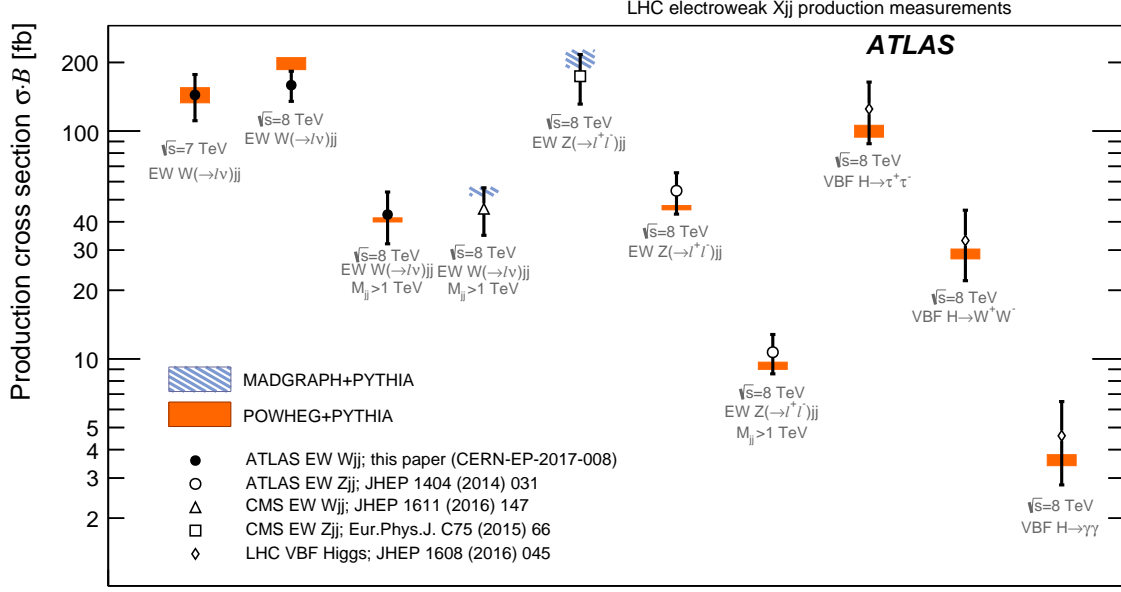 LHC electroweak Xjj production measurements
ATLAS
Production cross section σ·B [fb]
200
100
40
30
20
10
5
4
3
2
√s=7 TeV
EW W(→lν)jj
√s=8 TeV
EW W(→lν)jj
√s=8 TeV
EW W(→lν)jj
M_jj>1 TeV
√s=8 TeV
EW W(→lν)jj
M_jj>1 TeV
√s=8 TeV
EW Z(→l⁺l⁻)jj
√s=8 TeV
EW Z(→l⁺l⁻)jj
√s=8 TeV
EW Z(→l⁺l⁻)jj
M_jj>1 TeV
√s=8 TeV
VBF H→τ⁺τ⁻
√s=8 TeV
VBF H→W⁺W⁻
√s=8 TeV
VBF H→γγ
MADGRAPH+PYTHIA
POWHEG+PYTHIA
ATLAS EW Wjj; this paper (CERN-EP-2017-008)
ATLAS EW Zjj; JHEP 1404 (2014) 031
CMS EW Wjj; JHEP 1611 (2016) 147
CMS EW Zjj; Eur.Phys.J. C75 (2015) 66
LHC VBF Higgs; JHEP 1608 (2016) 045